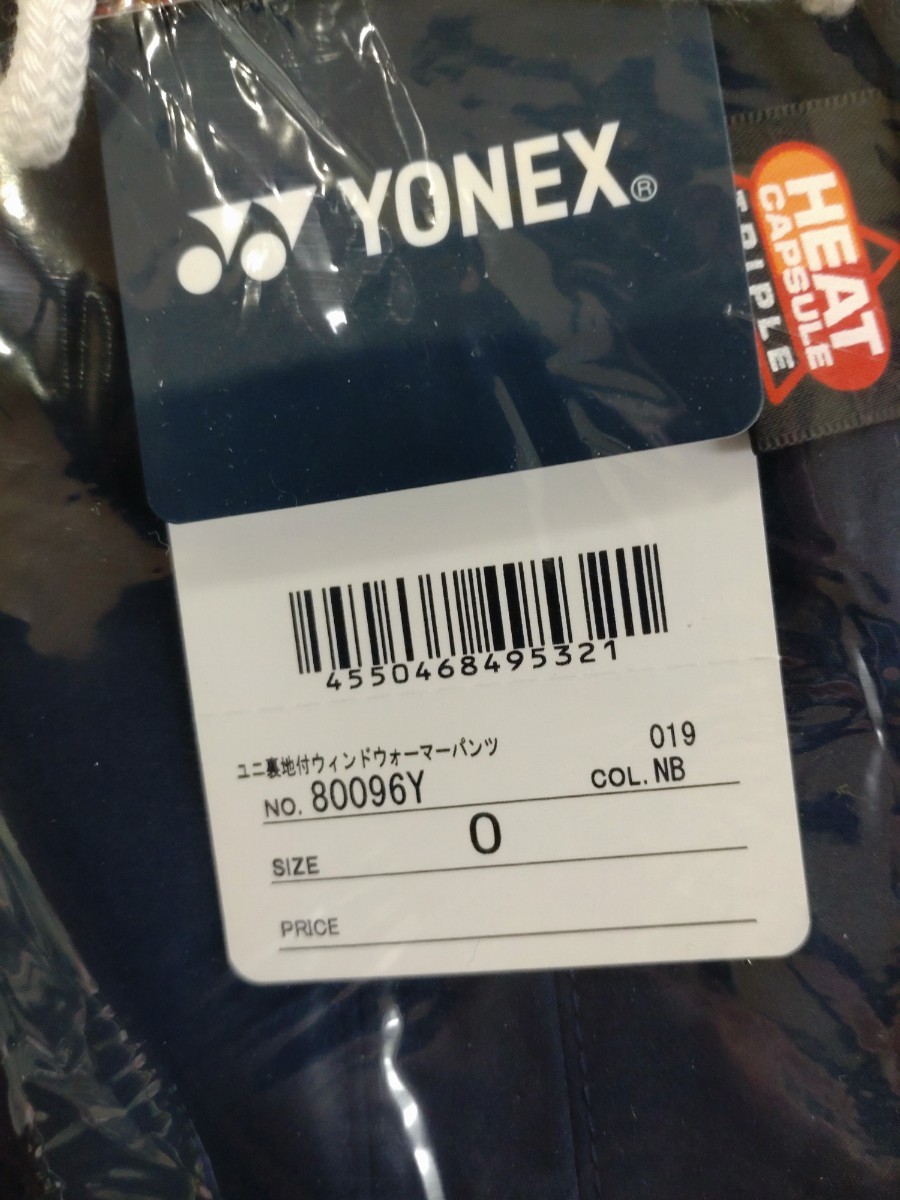 YONEX®
HEAT
CAPSULE
TRIPLE
4550468495321
ユニ裏地付ウィンドウォーマーパンツ 019
NO. 80096Y COL. NB
SIZE O
PRICE